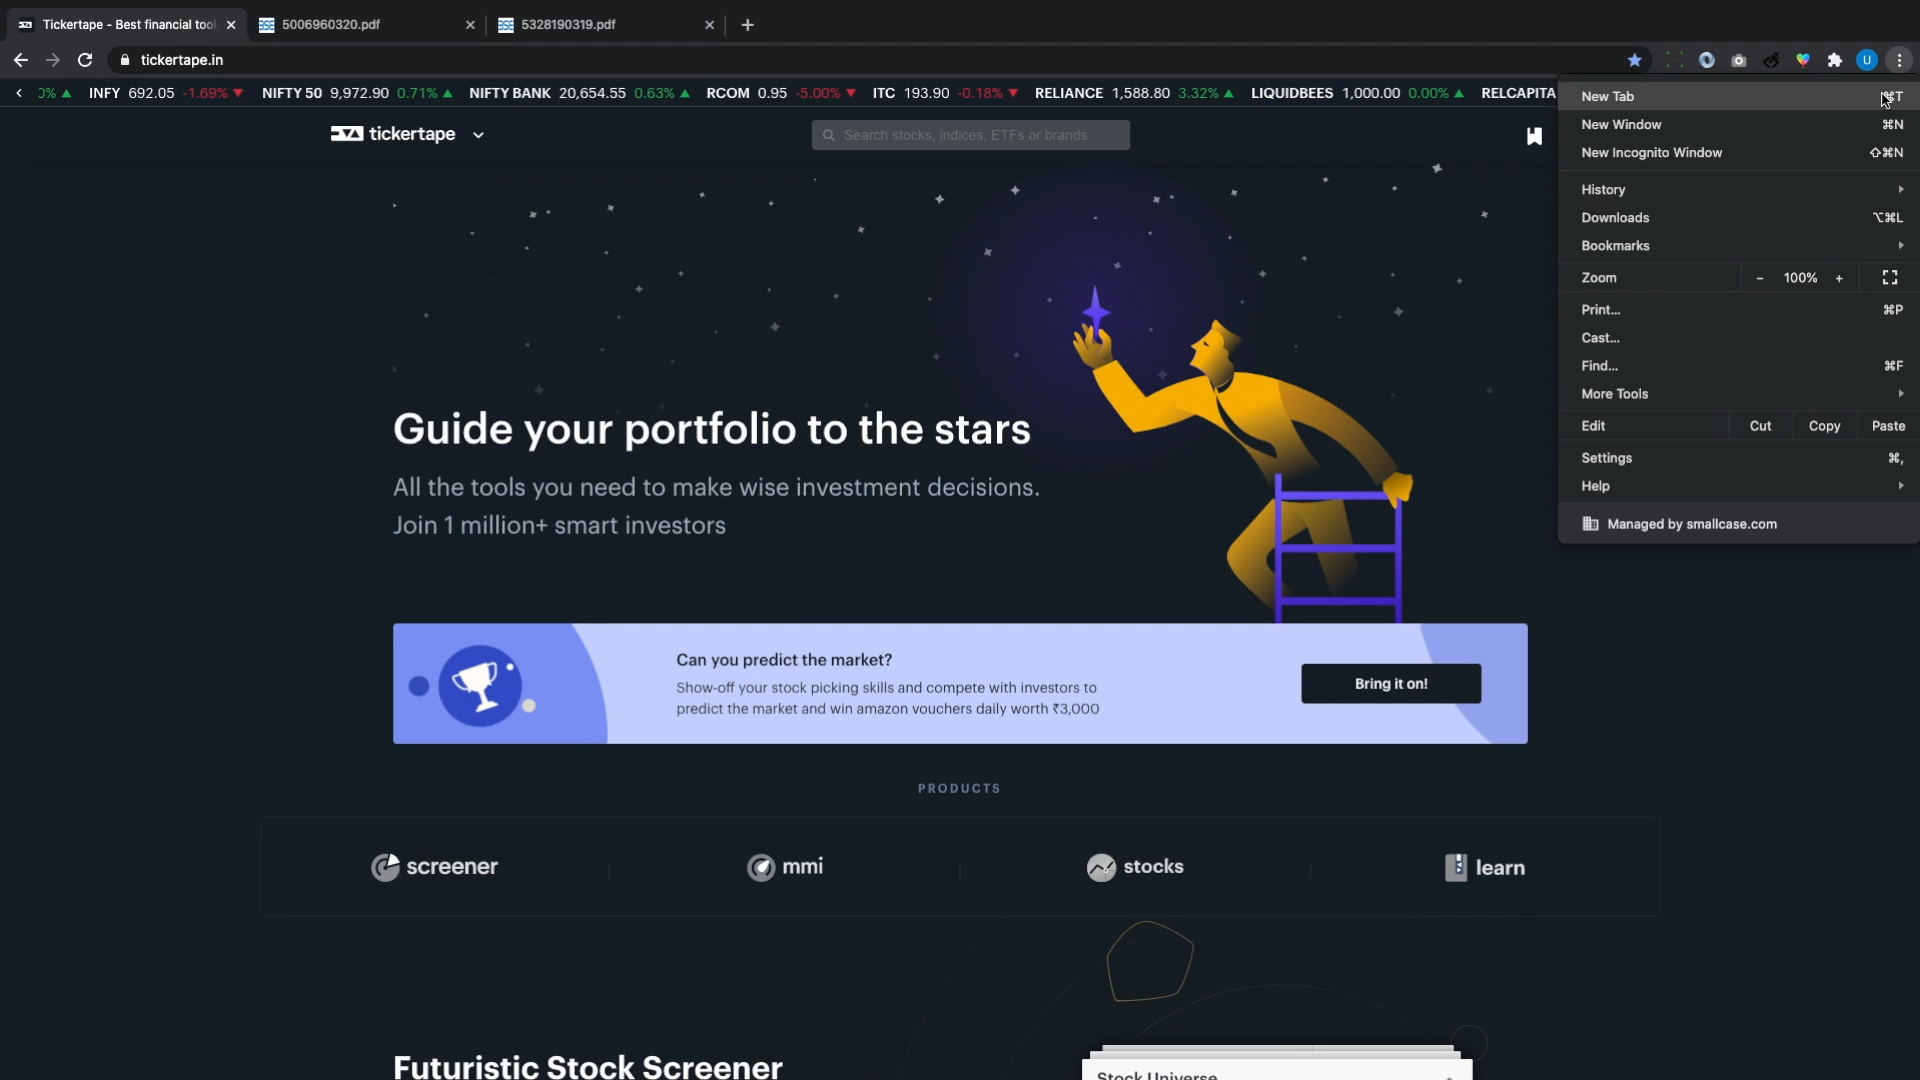 Tickertape - Best financial tool
5006960320.pdf
5328190319.pdf
tickertape.in
U
0% INFY 692.05 -1.69% NIFTY 50 9,972.90 0.71% NIFTY BANK 20,654.55 0.63% RCOM 0.95 -5.00% ITC 193.90 -0.18% RELIANCE 1,588.80 3.32% LIQUIDBEES 1,000.00 0.00% RELCAPITA
tickertape
Search stocks, indices, ETFs or brands
New Tab ⌘T
New Window ⌘N
New Incognito Window ⇧⌘N
History
Downloads ⌥⌘L
Bookmarks
Zoom - 100% +
Print... ⌘P
Cast...
Find... ⌘F
More Tools
Edit Cut Copy Paste
Settings ⌘,
Help
Managed by smallcase.com
Guide your portfolio to the stars
All the tools you need to make wise investment decisions.
Join 1 million+ smart investors
Can you predict the market?
Show-off your stock picking skills and compete with investors to
predict the market and win amazon vouchers daily worth ₹3,000
Bring it on!
PRODUCTS
screener
mmi
stocks
learn
Futuristic Stock Screener
Stock Universe